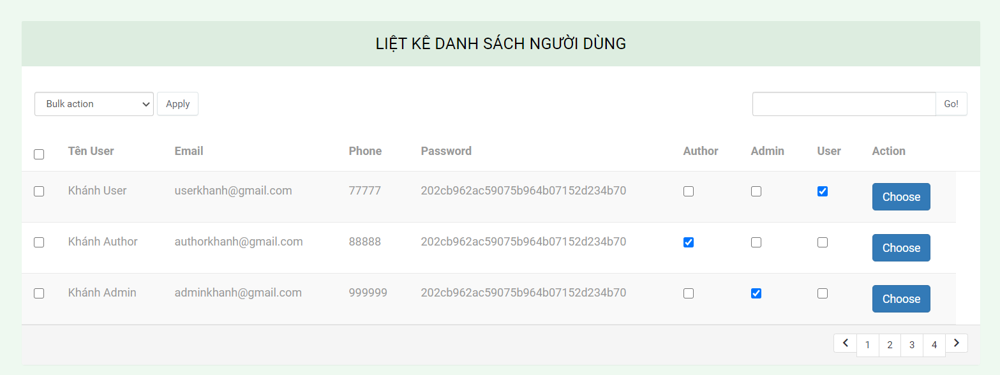 LIỆT KÊ DANH SÁCH NGƯỜI DÙNG
Bulk action Apply Go!
Tên User Email Phone Password Author Admin User Action
Khánh User userkhanh@gmail.com 77777 202cb962ac59075b964b07152d234b70 Choose
Khánh Author authorkhanh@gmail.com 88888 202cb962ac59075b964b07152d234b70 Choose
Khánh Admin adminkhanh@gmail.com 999999 202cb962ac59075b964b07152d234b70 Choose
1 2 3 4